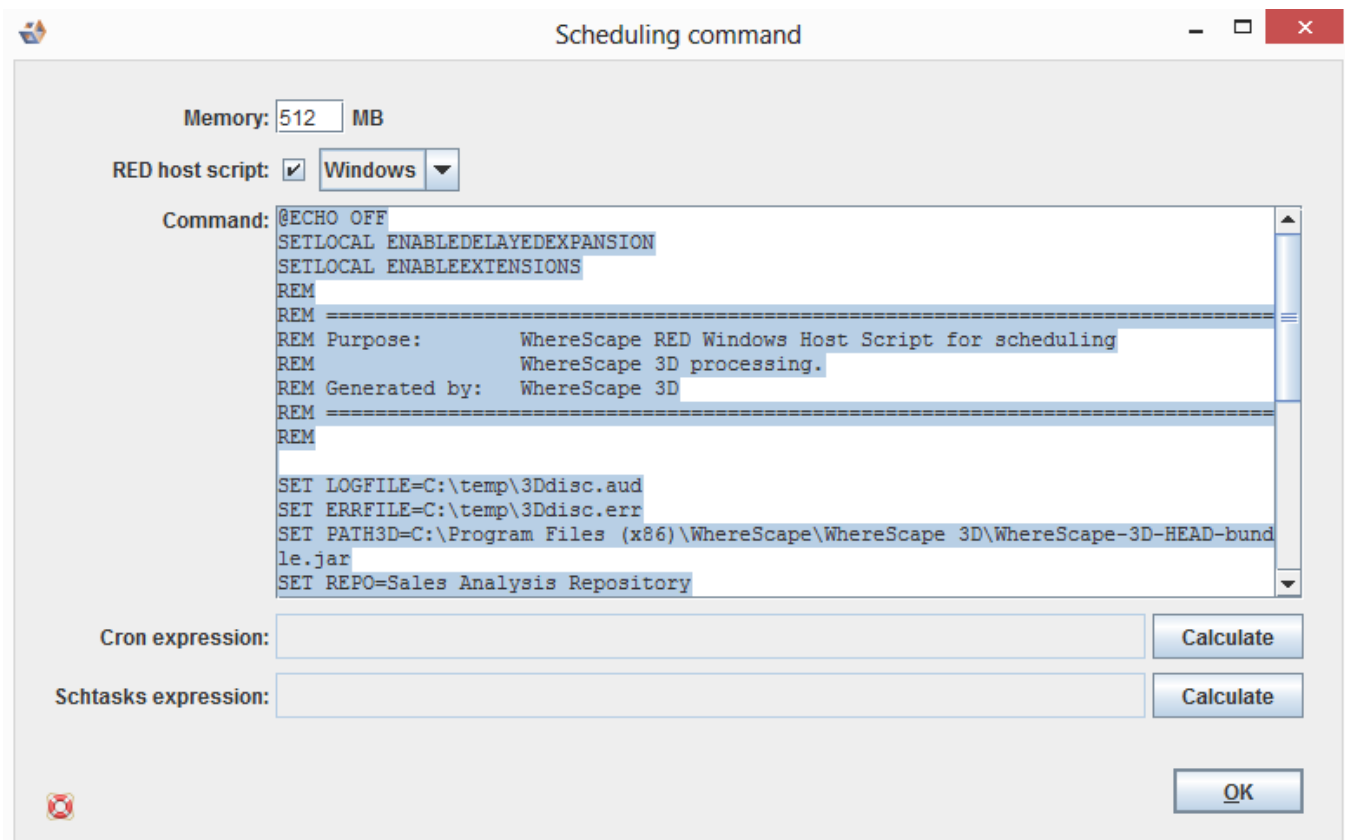 Scheduling command
Memory: 512 MB
RED host script: Windows
Command: @ECHO OFF
SETLOCAL ENABLEDELAYEDEXPANSION
SETLOCAL ENABLEEXTENSIONS
REM
REM ==============================================================================
REM Purpose:      WhereScape RED Windows Host Script for scheduling
REM               WhereScape 3D processing.
REM Generated by: WhereScape 3D
REM ==============================================================================
REM
SET LOGFILE=C:\temp\3Ddisc.aud
SET ERRFILE=C:\temp\3Ddisc.err
SET PATH3D=C:\Program Files (x86)\WhereScape\WhereScape 3D\WhereScape-3D-HEAD-bund
le.jar
SET REPO=Sales Analysis Repository
Cron expression: Calculate
Schtasks expression: Calculate
OK